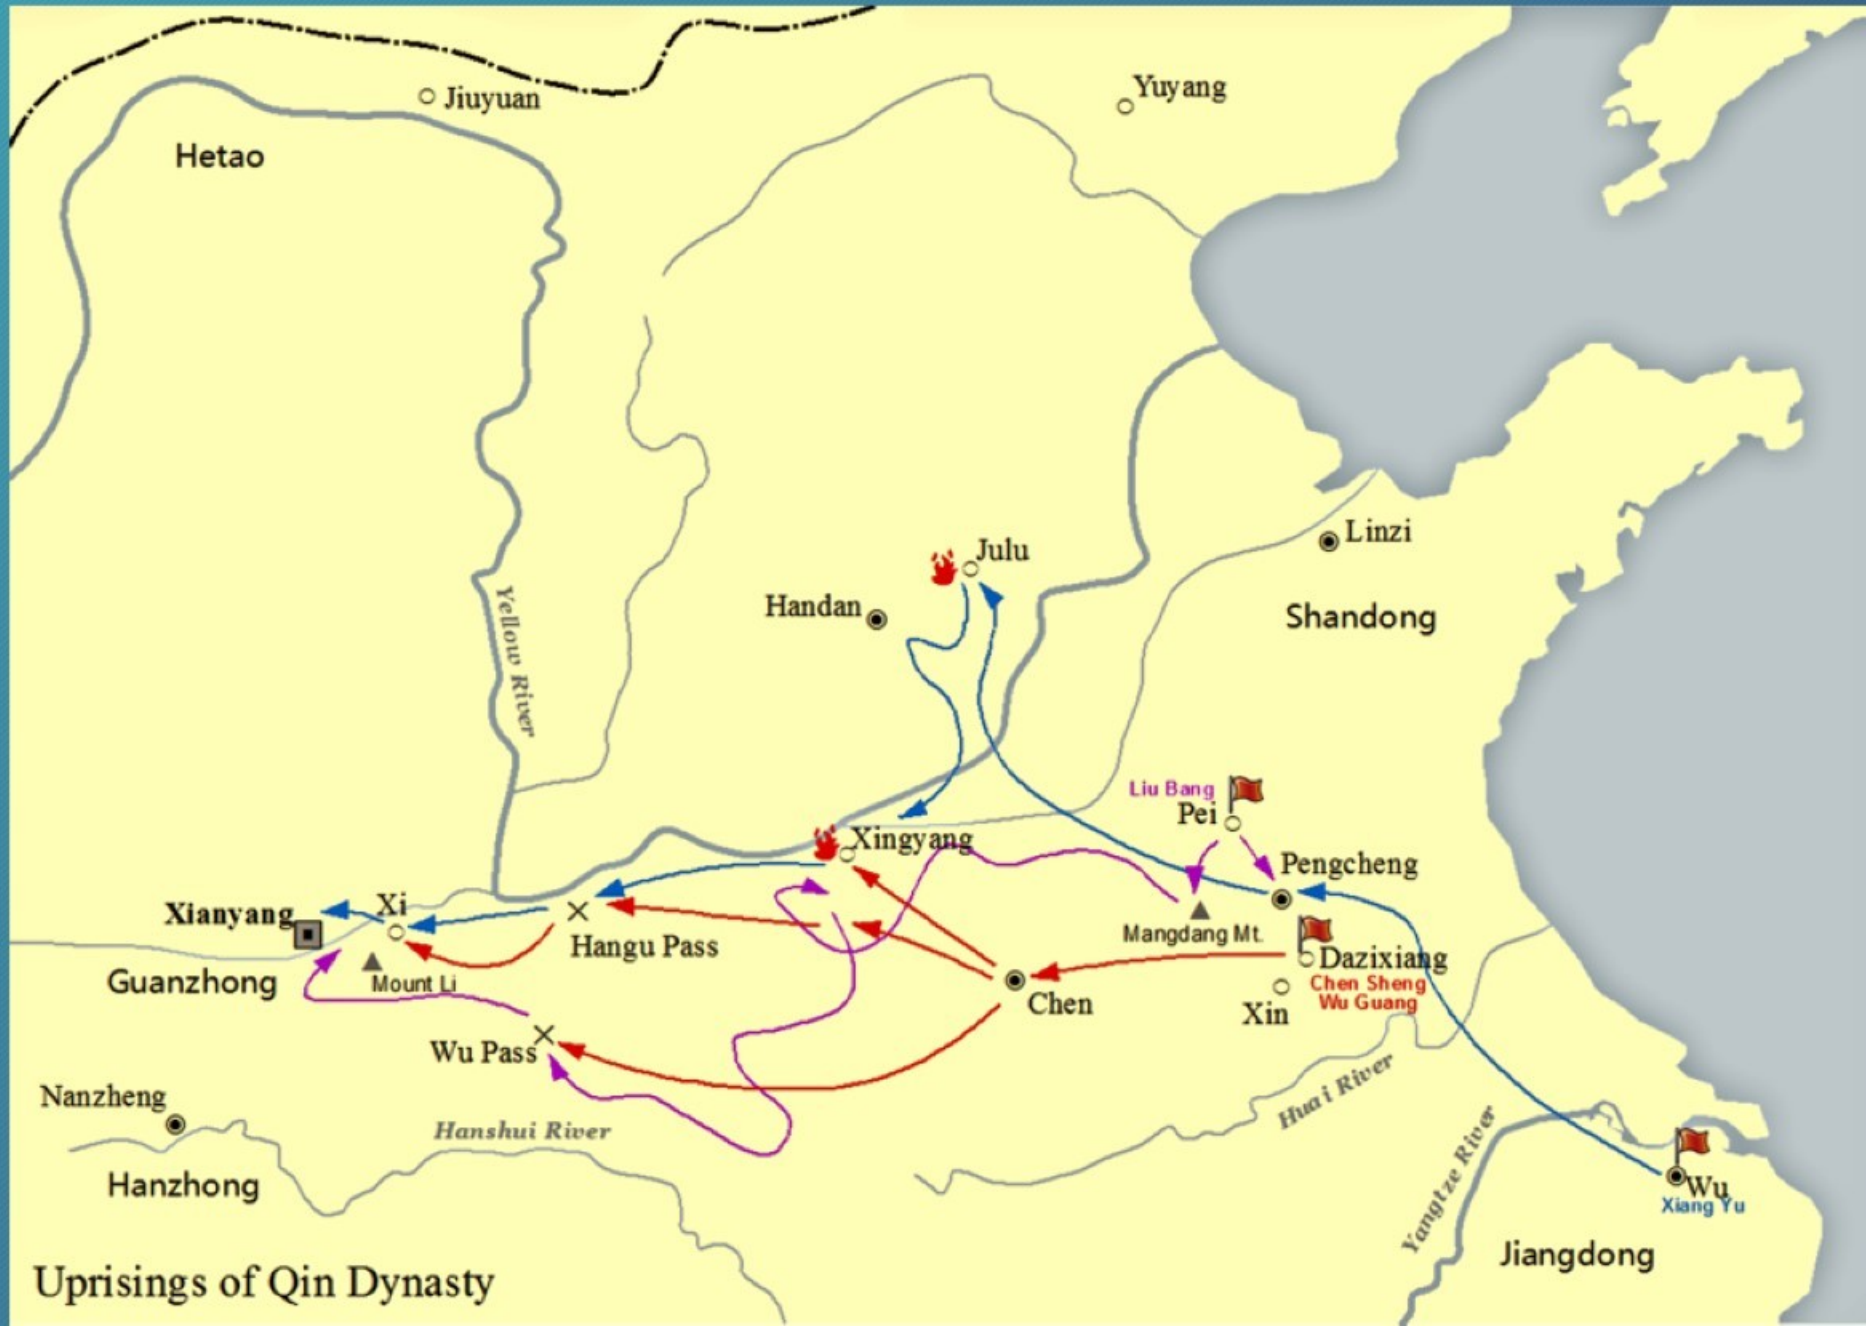 Jiuyuan
Yuyang
Hetao
Linzi
Julu
Handan
Shandong
Yellow River
Liu Bang
Pei
Xingyang
Pengcheng
Xi
Xianyang
Hangu Pass
Mangdang Mt.
Dazixiang
Guanzhong
Mount Li
Chen Sheng
Wu Guang
Chen
Xin
Wu Pass
Nanzheng
Huai River
Hanshui River
Yangtze River
Hanzhong
Wu
Xiang Yu
Jiangdong
Uprisings of Qin Dynasty